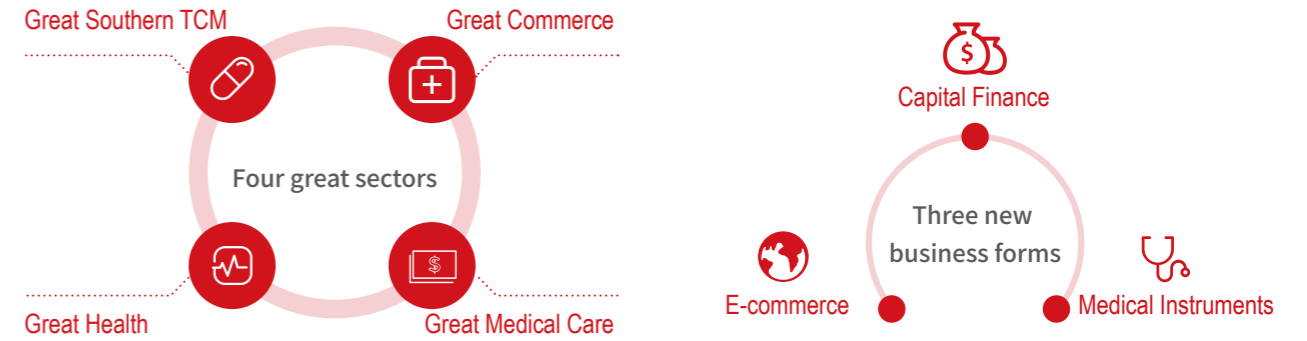 Great Southern TCM
Great Commerce
Four great sectors
Great Health
Great Medical Care
$
$
Capital Finance
Three new
business forms
E-commerce
Medical Instruments